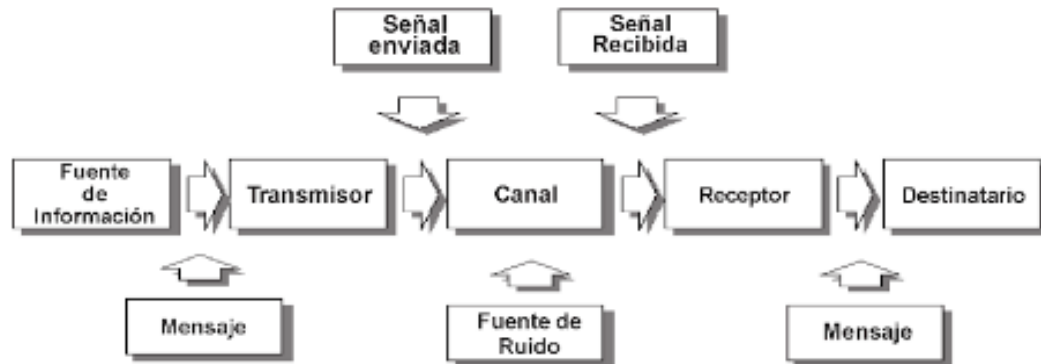 Señal
enviada
Señal
Recibida
Fuente
de
Información
Transmisor
Canal
Receptor
Destinatario
Mensaje
Fuente de
Ruido
Mensaje